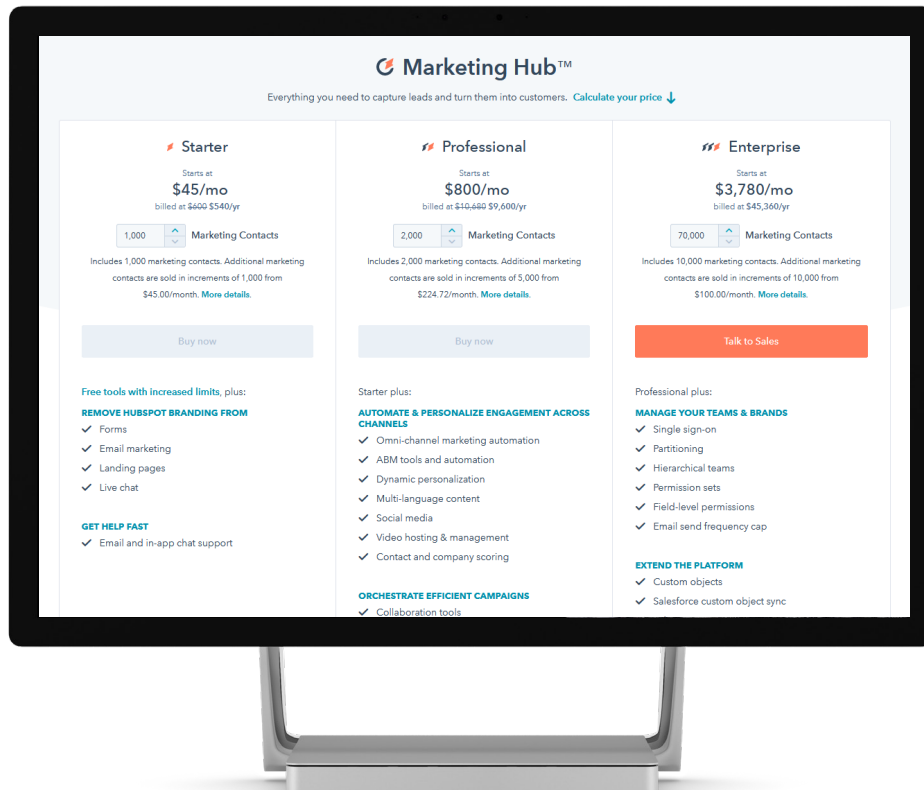 Marketing Hub™
Everything you need to capture leads and turn them into customers. Calculate your price ↓
Starter
Starts at
$45/mo
billed at $600 $540/yr
1,000 Marketing Contacts
Includes 1,000 marketing contacts. Additional marketing
contacts are sold in increments of 1,000 from
$45.00/month. More details.
Buy now
Free tools with increased limits, plus:
REMOVE HUBSPOT BRANDING FROM
Forms
Email marketing
Landing pages
Live chat
GET HELP FAST
Email and in-app chat support
Professional
Starts at
$800/mo
billed at $10,680 $9,600/yr
2,000 Marketing Contacts
Includes 2,000 marketing contacts. Additional marketing
contacts are sold in increments of 5,000 from
$224.72/month. More details.
Buy now
Starter plus:
AUTOMATE & PERSONALIZE ENGAGEMENT ACROSS
CHANNELS
Omni-channel marketing automation
ABM tools and automation
Dynamic personalization
Multi-language content
Social media
Video hosting & management
Contact and company scoring
ORCHESTRATE EFFICIENT CAMPAIGNS
Collaboration tools
Enterprise
Starts at
$3,780/mo
billed at $45,360/yr
70,000 Marketing Contacts
Includes 10,000 marketing contacts. Additional marketing
contacts are sold in increments of 10,000 from
$100.00/month. More details.
Talk to Sales
Professional plus:
MANAGE YOUR TEAMS & BRANDS
Single sign-on
Partitioning
Hierarchical teams
Permission sets
Field-level permissions
Email send frequency cap
EXTEND THE PLATFORM
Custom objects
Salesforce custom object sync